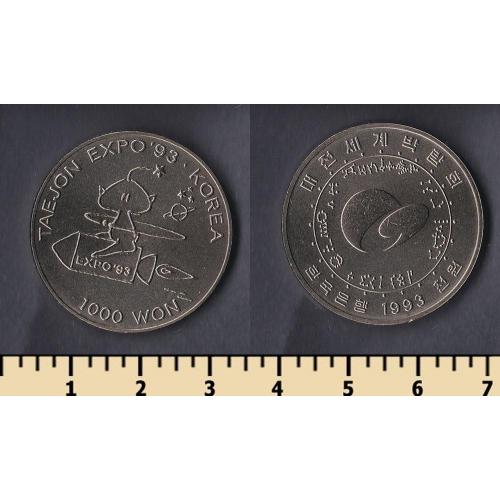 TAEJON EXPO '93 · KOREA
EXPO'93
1000 WON
대전세계박람회
한국은행 1993 천원
1 2 3 4 5 6 7